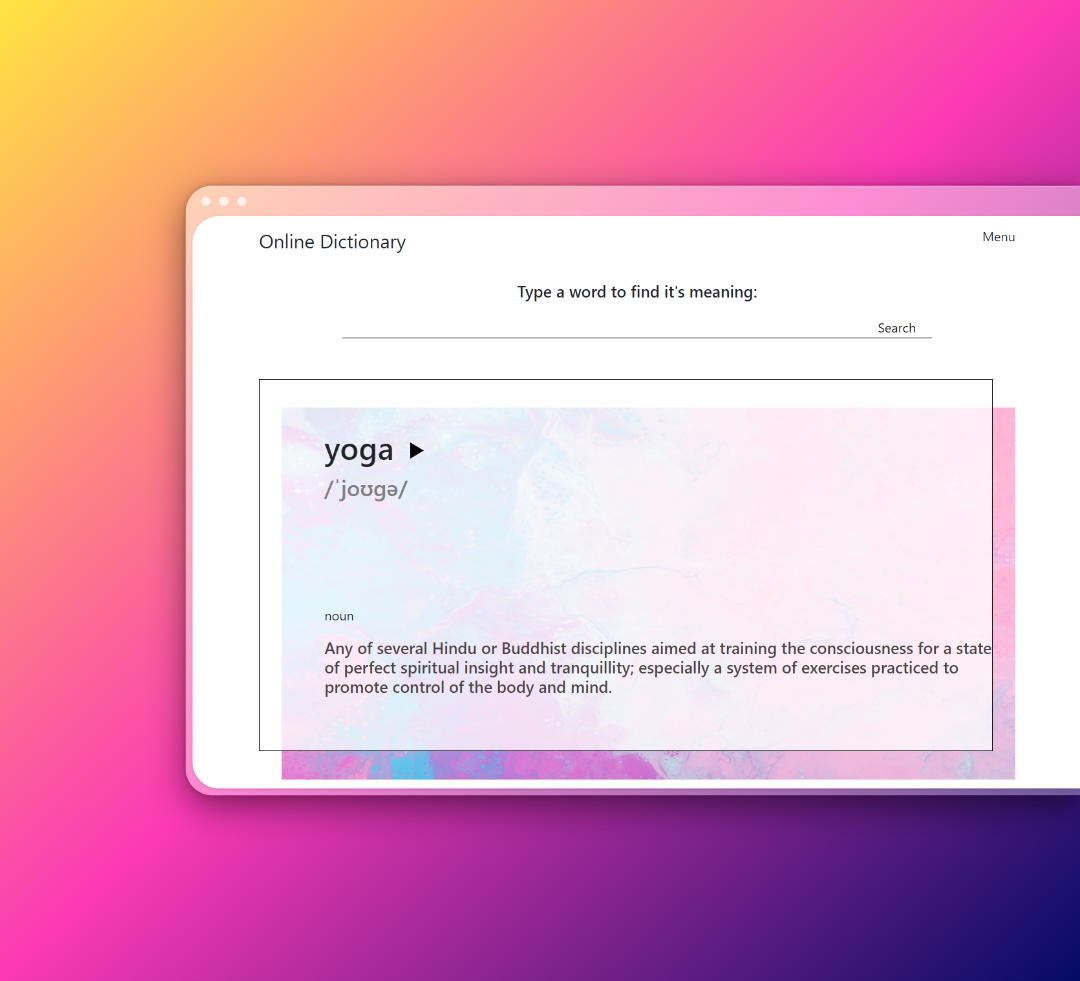 Online Dictionary
Menu
Type a word to find it's meaning:
Search
yoga
/ˈjoʊɡə/
noun
Any of several Hindu or Buddhist disciplines aimed at training the consciousness for a state
of perfect spiritual insight and tranquillity; especially a system of exercises practiced to
promote control of the body and mind.